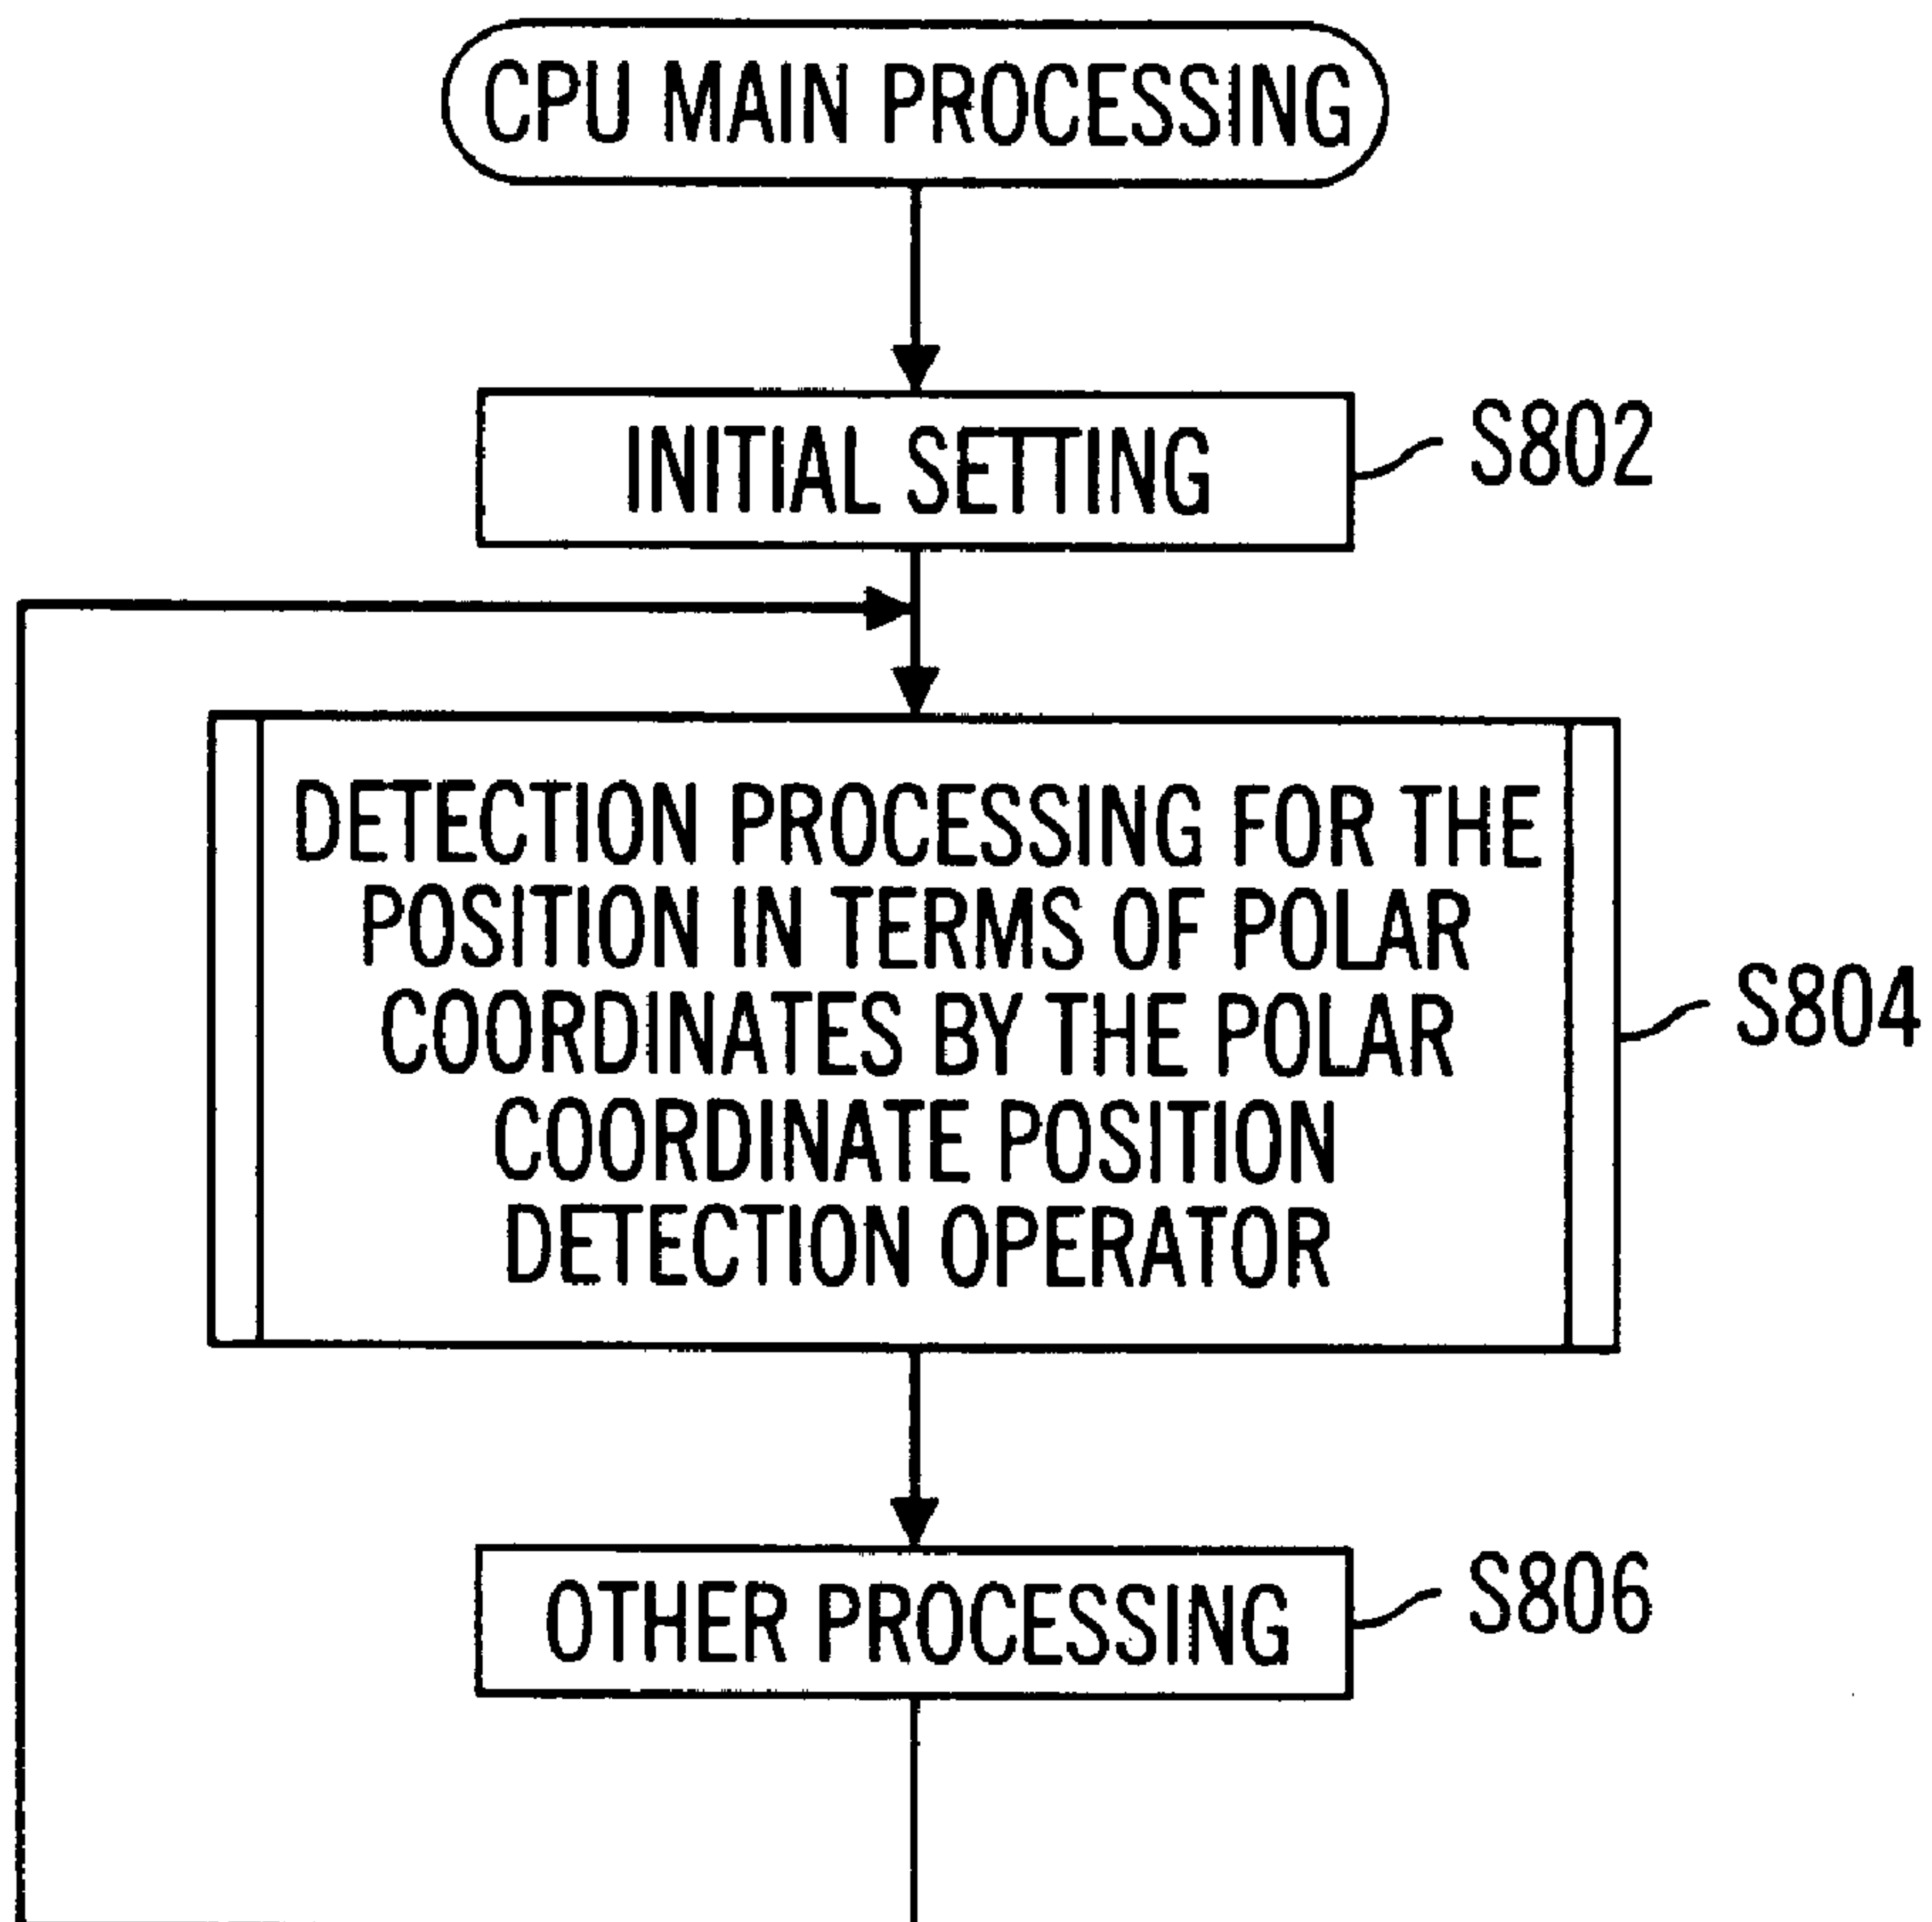 CPU MAIN PROCESSING
INITIAL SETTING
S802
DETECTION PROCESSING FOR THE
POSITION IN TERMS OF POLAR
COORDINATES BY THE POLAR
COORDINATE POSITION
DETECTION OPERATOR
S804
OTHER PROCESSING
S806